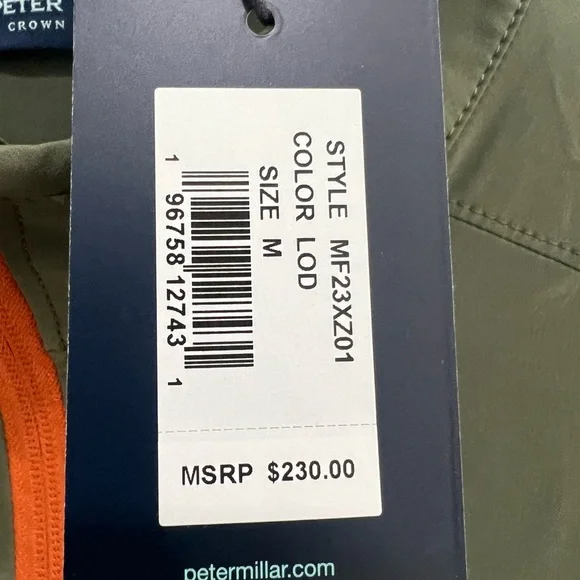 PETER
CROWN
STYLE MF23XZ01
COLOR LOD
SIZE M
1 96758 12743 1
MSRP $230.00
petermillar.com